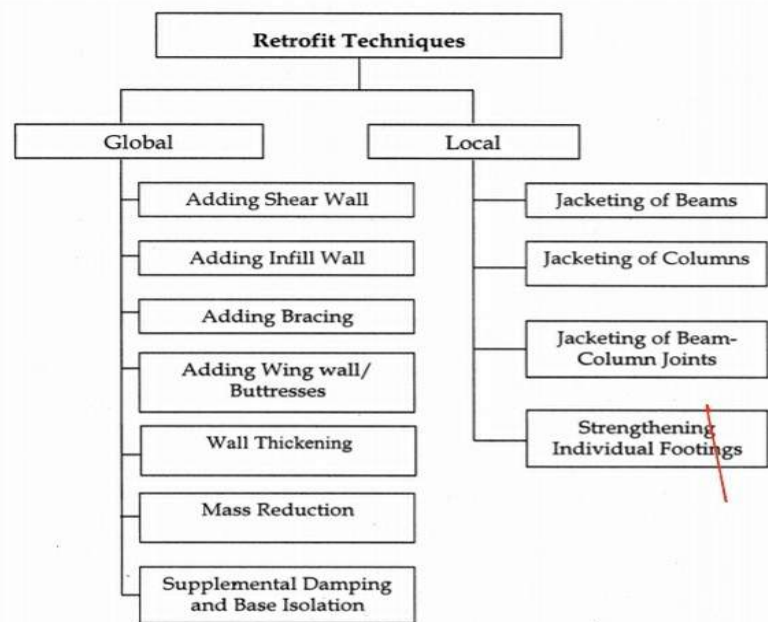 Retrofit Techniques
Global
Local
Adding Shear Wall
Adding Infill Wall
Adding Bracing
Adding Wing wall/
Buttresses
Wall Thickening
Mass Reduction
Supplemental Damping
and Base Isolation
Jacketing of Beams
Jacketing of Columns
Jacketing of Beam-
Column Joints
Strengthening
Individual Footings